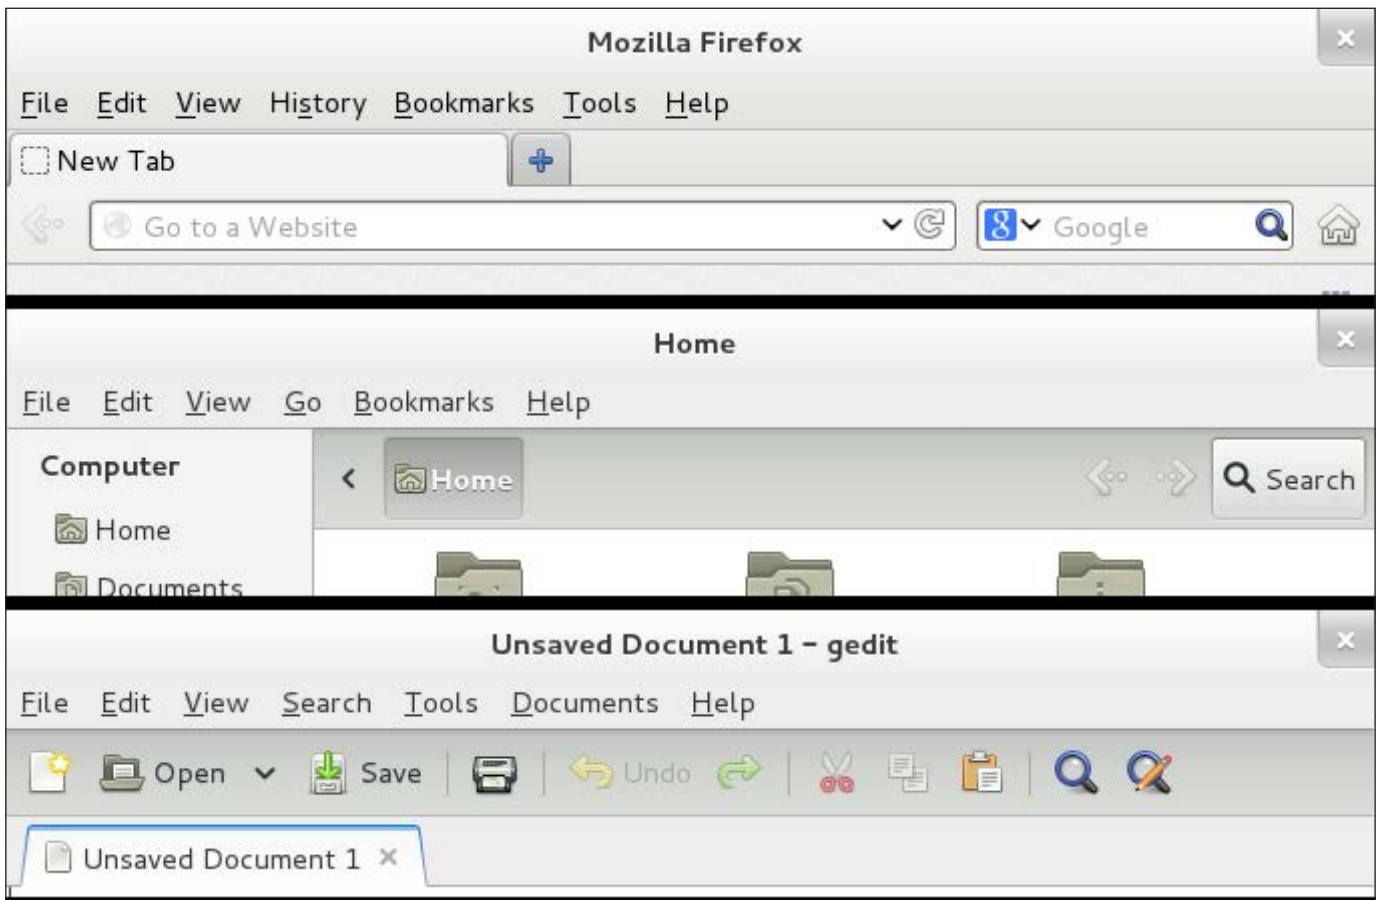 Mozilla Firefox
File Edit View History Bookmarks Tools Help
New Tab
Go to a Website
8 Google
Home
File Edit View Go Bookmarks Help
Computer
Home
Search
Home
Documents
Unsaved Document 1 - gedit
File Edit View Search Tools Documents Help
Open Save Undo
Unsaved Document 1